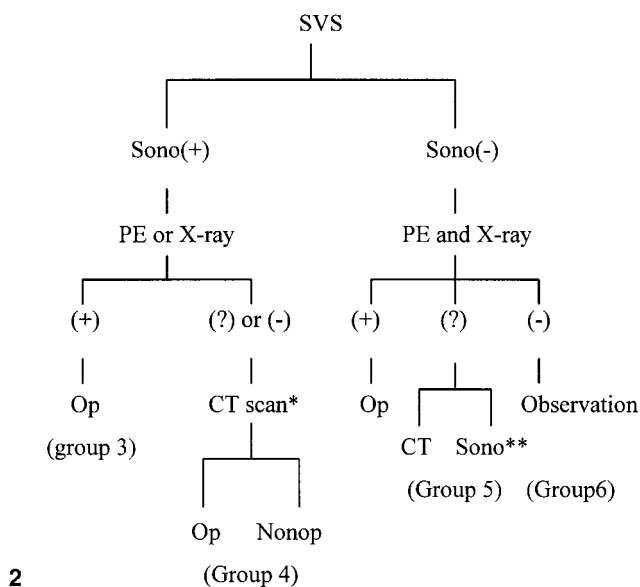 SVS
Sono(+) Sono(-)
PE or X-ray PE and X-ray
(+) (?) or (-) (+) (?) (-)
Op CT scan* Op Observation
(group 3) CT Sono**
(Group 5) (Group6)
Op Nonop
2 (Group 4)